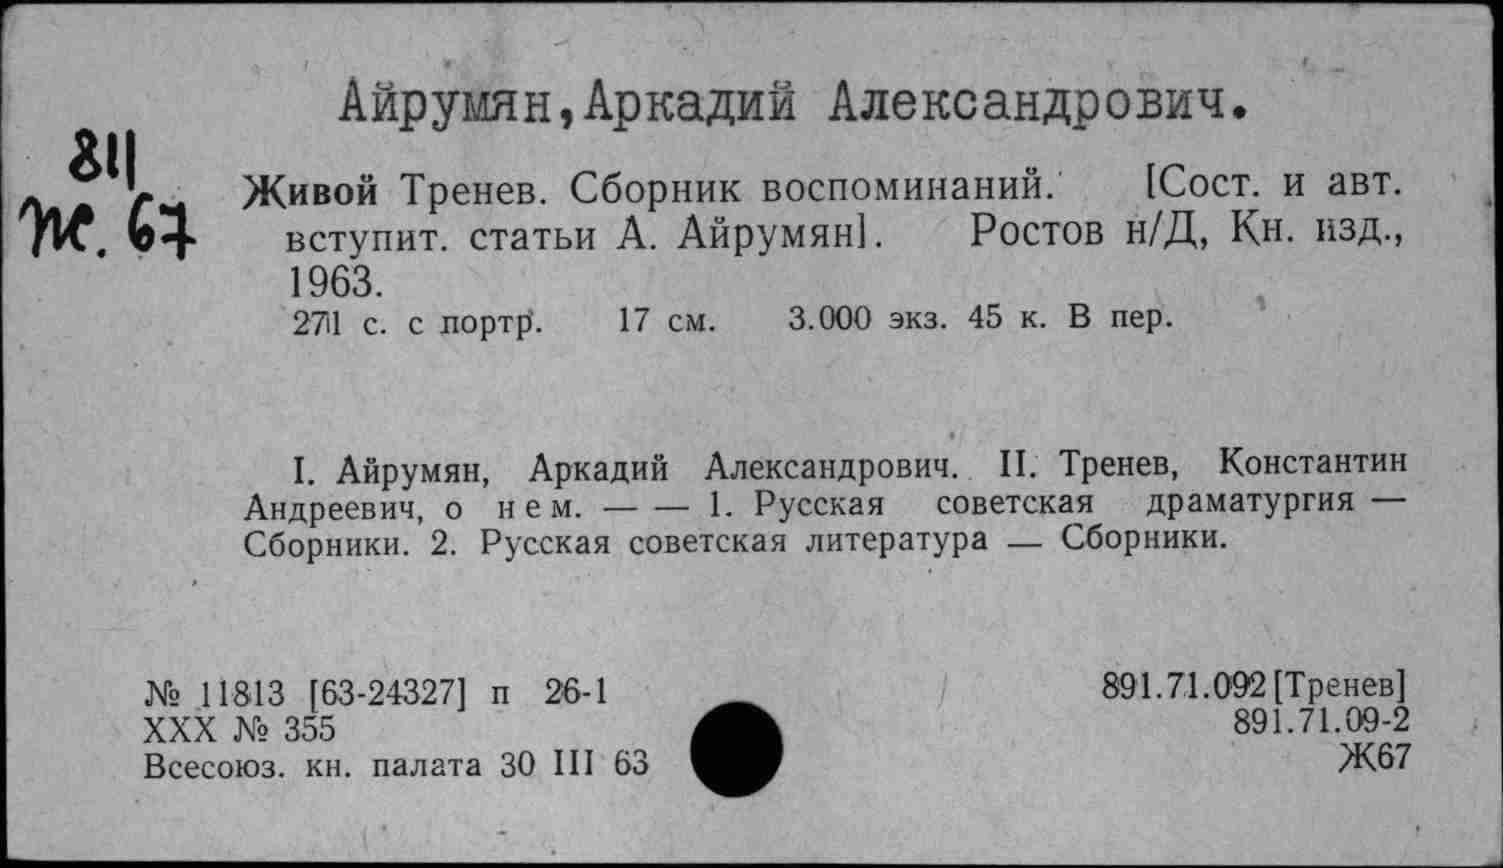 Айрумян, Аркадий Александрович.
8Ц
Ж. 67
Живой Тренев. Сборник воспоминаний. [Сост. и авт.
вступит. статьи А. Айрумян]. Ростов н/Д, Кн. изд.,
1963.
271 с. с портр. 17 см. 3.000 экз. 45 к. В пер.
I. Айрумян, Аркадий Александрович. II. Тренев, Константин
Андреевич, о нем. — — 1. Русская советская драматургия —
Сборники. 2. Русская советская литература — Сборники.
№ 11813 [63-24327] п 26-1
XXX № 355
Всесоюз. кн. палата 30 III 63
891.71.092 [Тренев]
891.71.09-2
Ж67